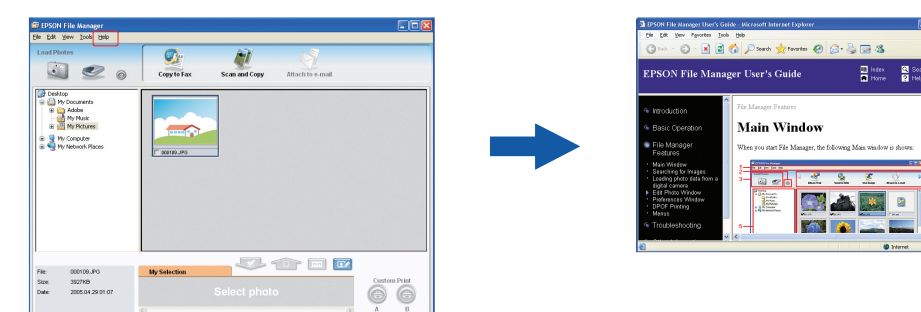 EPSON File Manager
File Edit View Tools Help
Load Photos
Copy to Fax Scan and Copy Attach to e-mail
Desktop
My Documents
Adobe
My Music
My Pictures
My Computer
My Network Places
000109.JPG
File: 000109.JPG
Size: 3927KB
Date: 2005.04.29 01:07
My Selection
Select photo
Custom Print
A B
EPSON File Manager User's Guide - Microsoft Internet Explorer
File Edit View Favorites Tools Help
Back Search Favorites
EPSON File Manager User's Guide
Index
Home
Introduction
Basic Operation
File Manager
Features
Main Window
Searching for Images
Loading photo data from a
digital camera
Edit Photo Window
Preferences Window
DPOF Printing
Menus
Troubleshooting
File Manager Features
Main Window
When you start File Manager, the following Main window is shown:
1
2
3
5
Internet